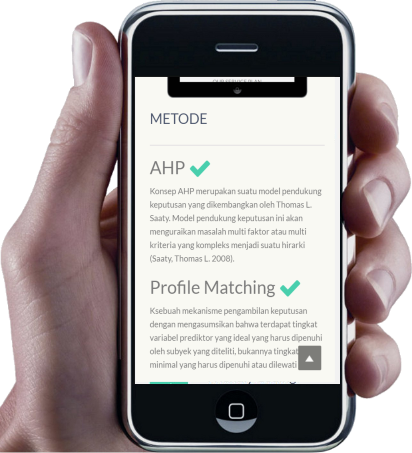 METODE
AHP
Konsep AHP merupakan suatu model pendukung
keputusan yang dikembangkan oleh Thomas L.
Saaty. Model pendukung keputusan ini akan
menguraikan masalah multi faktor atau multi
kriteria yang kompleks menjadi suatu hirarki
(Saaty, Thomas L. 2008).
Profile Matching
Ksebuah mekanisme pengambilan keputusan
dengan mengasumsikan bahwa terdapat tingkat
variabel prediktor yang ideal yang harus dipenuhi
oleh subyek yang diteliti, bukannya tingkat
minimal yang harus dipenuhi atau dilewati